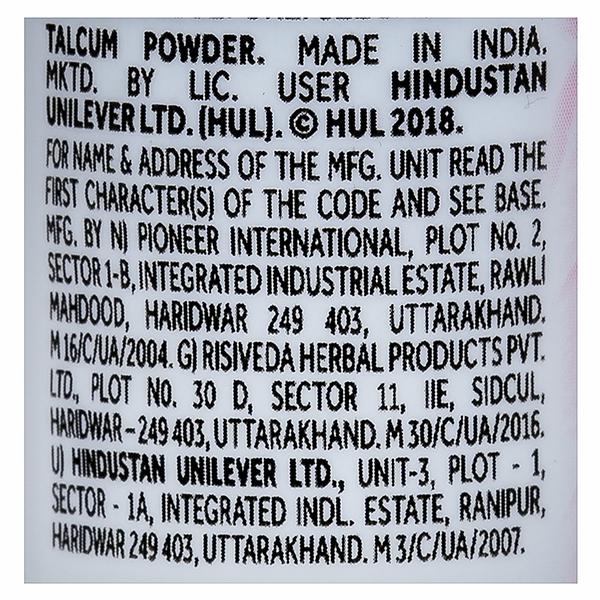 TALCUM POWDER. MADE IN INDIA.
MKTD. BY LIC. USER HINDUSTAN
UNILEVER LTD. (HUL). © HUL 2018.
FOR NAME & ADDRESS OF THE MFG. UNIT READ THE
FIRST CHARACTER(S) OF THE CODE AND SEE BASE.
MFG. BY N) PIONEER INTERNATIONAL, PLOT NO. 2,
SECTOR 1-B, INTEGRATED INDUSTRIAL ESTATE, RAWLI
MAHDOOD, HARIDWAR 249 403, UTTARAKHAND.
M 16/C/UA/2004. G) RISIVEDA HERBAL PRODUCTS PVT.
LTD., PLOT NO. 30 D, SECTOR 11, IIE, SIDCUL,
HARIDWAR – 249 403, UTTARAKHAND. M 30/C/UA/2016.
U) HINDUSTAN UNILEVER LTD., UNIT-3, PLOT - 1,
SECTOR - 1A, INTEGRATED INDL. ESTATE, RANIPUR,
HARIDWAR 249 403, UTTARAKHAND. M 3/C/UA/2007.